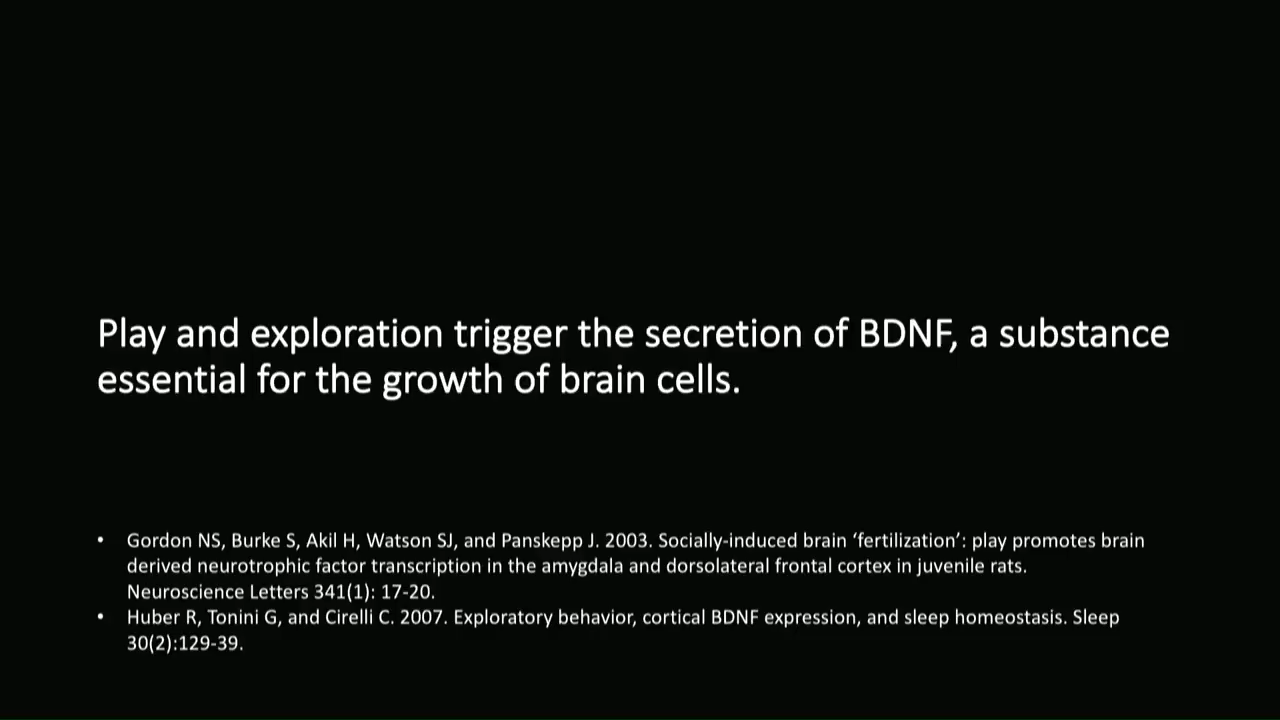 Play and exploration trigger the secretion of BDNF, a substance
essential for the growth of brain cells.
• Gordon NS, Burke S, Akil H, Watson SJ, and Panskepp J. 2003. Socially-induced brain ‘fertilization’: play promotes brain
derived neurotrophic factor transcription in the amygdala and dorsolateral frontal cortex in juvenile rats.
Neuroscience Letters 341(1): 17-20.
• Huber R, Tonini G, and Cirelli C. 2007. Exploratory behavior, cortical BDNF expression, and sleep homeostasis. Sleep
30(2):129-39.